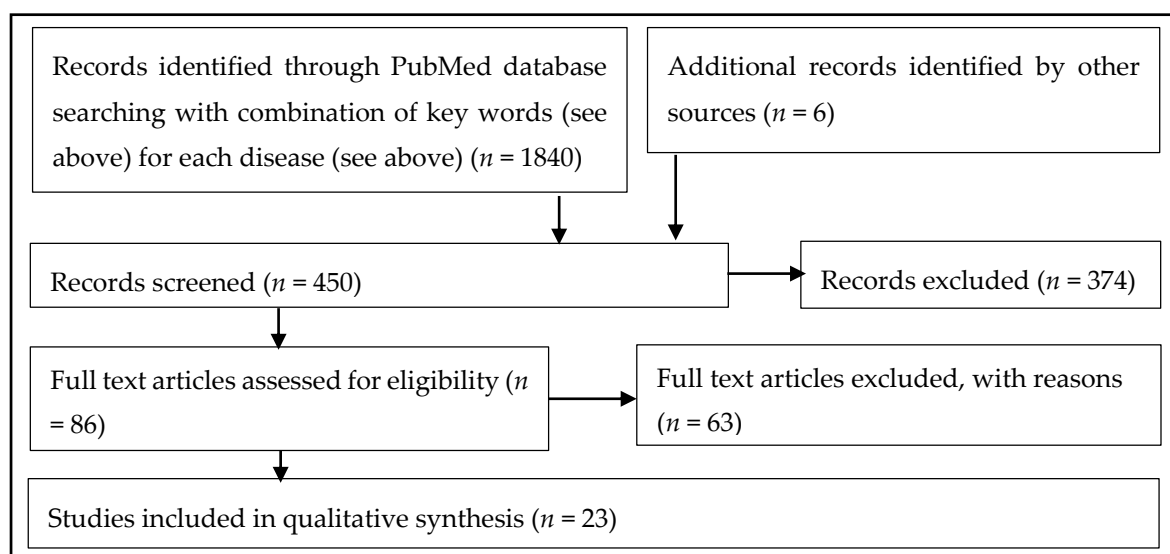 Records identified through PubMed database
searching with combination of key words (see
above) for each disease (see above) (n = 1840)
Additional records identified by other
sources (n = 6)
Records screened (n = 450)
Records excluded (n = 374)
Full text articles assessed for eligibility (n
= 86)
Full text articles excluded, with reasons
(n = 63)
Studies included in qualitative synthesis (n = 23)